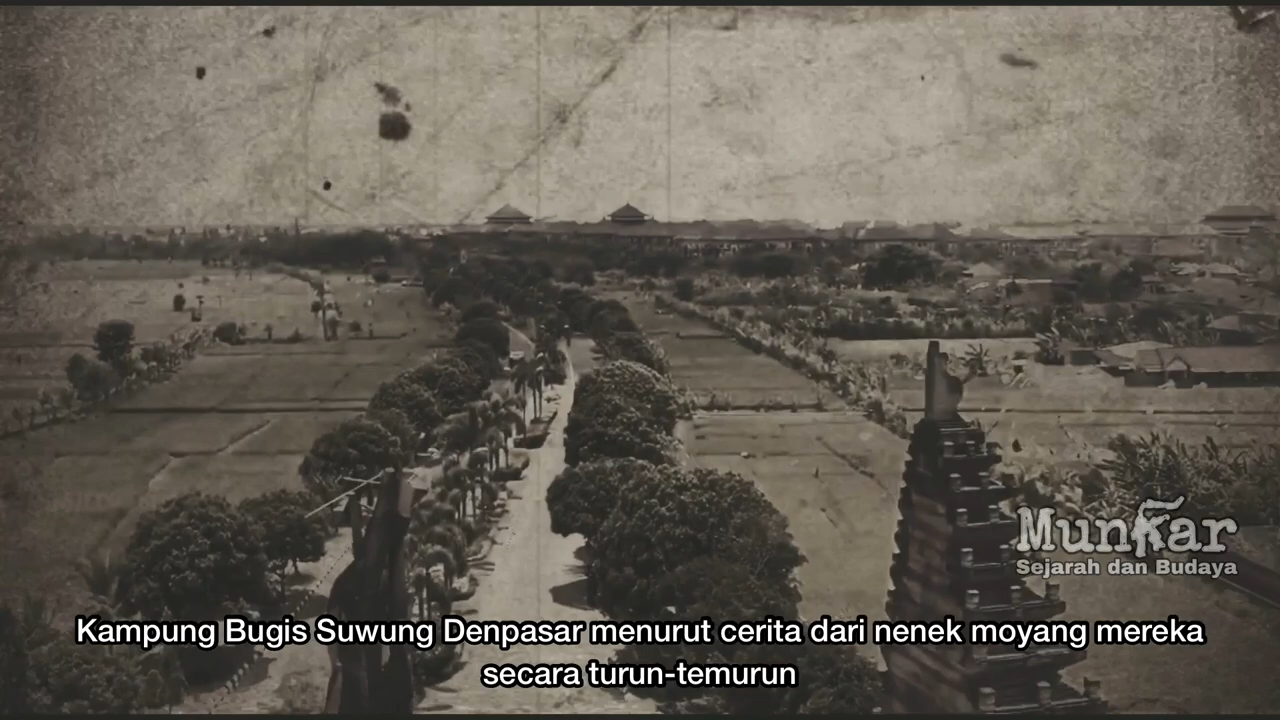 Munkar
Sejarah dan Budaya
Kampung Bugis Suwung Denpasar menurut cerita dari nenek moyang mereka
secara turun-temurun